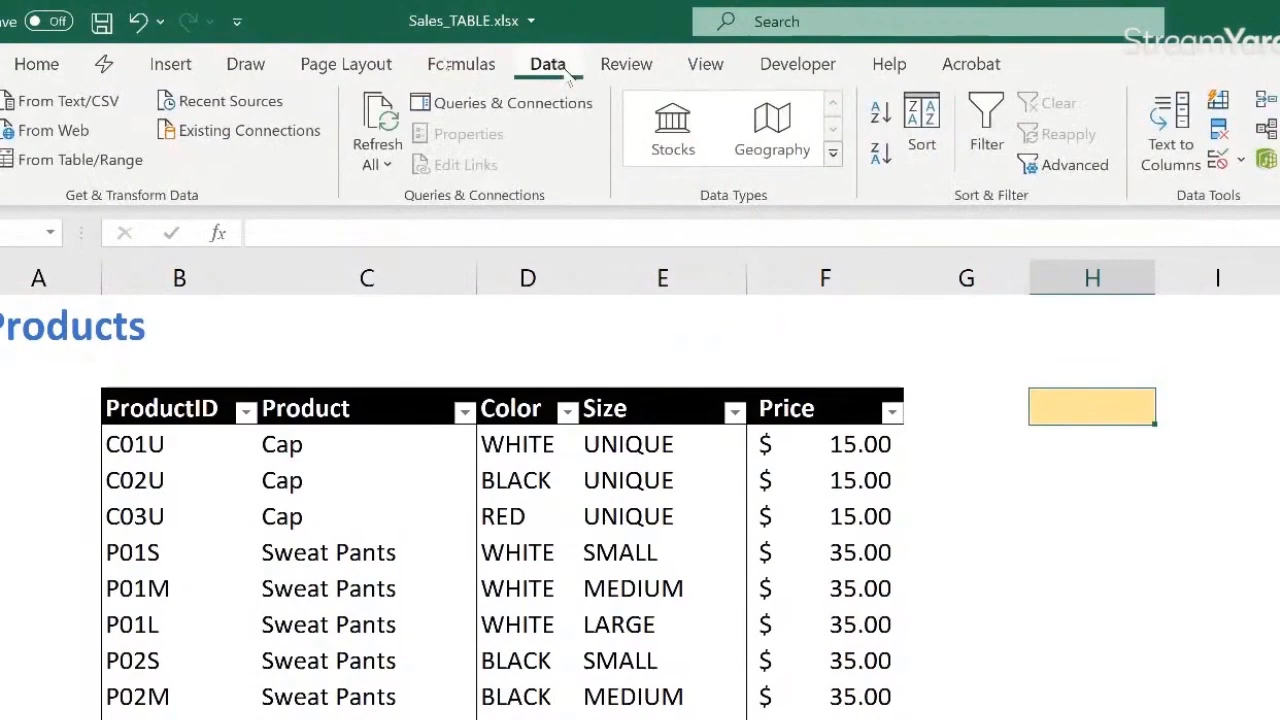 ve Off Sales_TABLE.xlsx Search
StreamYar
Home Insert Draw Page Layout Formulas Data Review View Developer Help Acrobat
From Text/CSV Recent Sources Queries & Connections Clear
From Web Existing Connections Properties Reapply
From Table/Range Edit Links Advanced
Refresh All Stocks Geography Sort Filter Text to Columns
Get & Transform Data Queries & Connections Data Types Sort & Filter Data Tools
fx
A B C D E F G H I
Products
ProductID Product Color Size Price
C01U Cap WHITE UNIQUE $ 15.00
C02U Cap BLACK UNIQUE $ 15.00
C03U Cap RED UNIQUE $ 15.00
P01S Sweat Pants WHITE SMALL $ 35.00
P01M Sweat Pants WHITE MEDIUM $ 35.00
P01L Sweat Pants WHITE LARGE $ 35.00
P02S Sweat Pants BLACK SMALL $ 35.00
P02M Sweat Pants BLACK MEDIUM $ 35.00